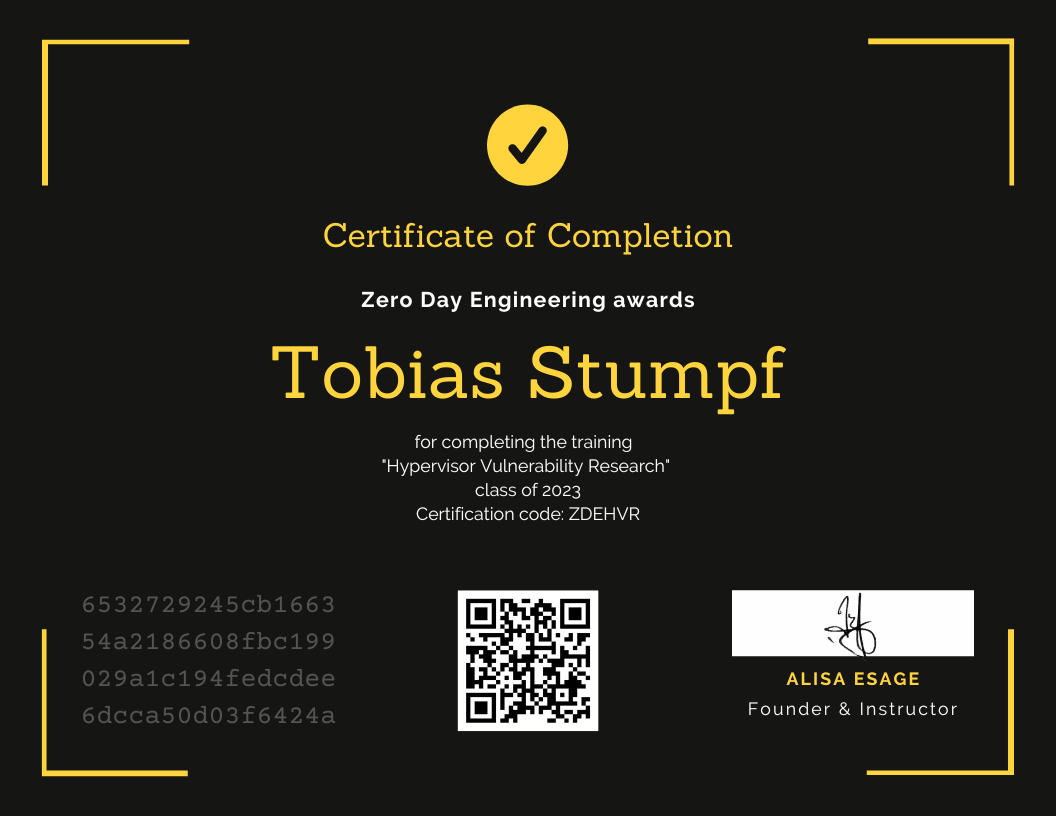 Certificate of Completion
Zero Day Engineering awards
Tobias Stumpf
for completing the training
"Hypervisor Vulnerability Research"
class of 2023
Certification code: ZDEHVR
6532729245cb1663
54a2186608fbc199
029a1c194fedcdee
6dcca50d03f6424a
ALISA ESAGE
Founder & Instructor